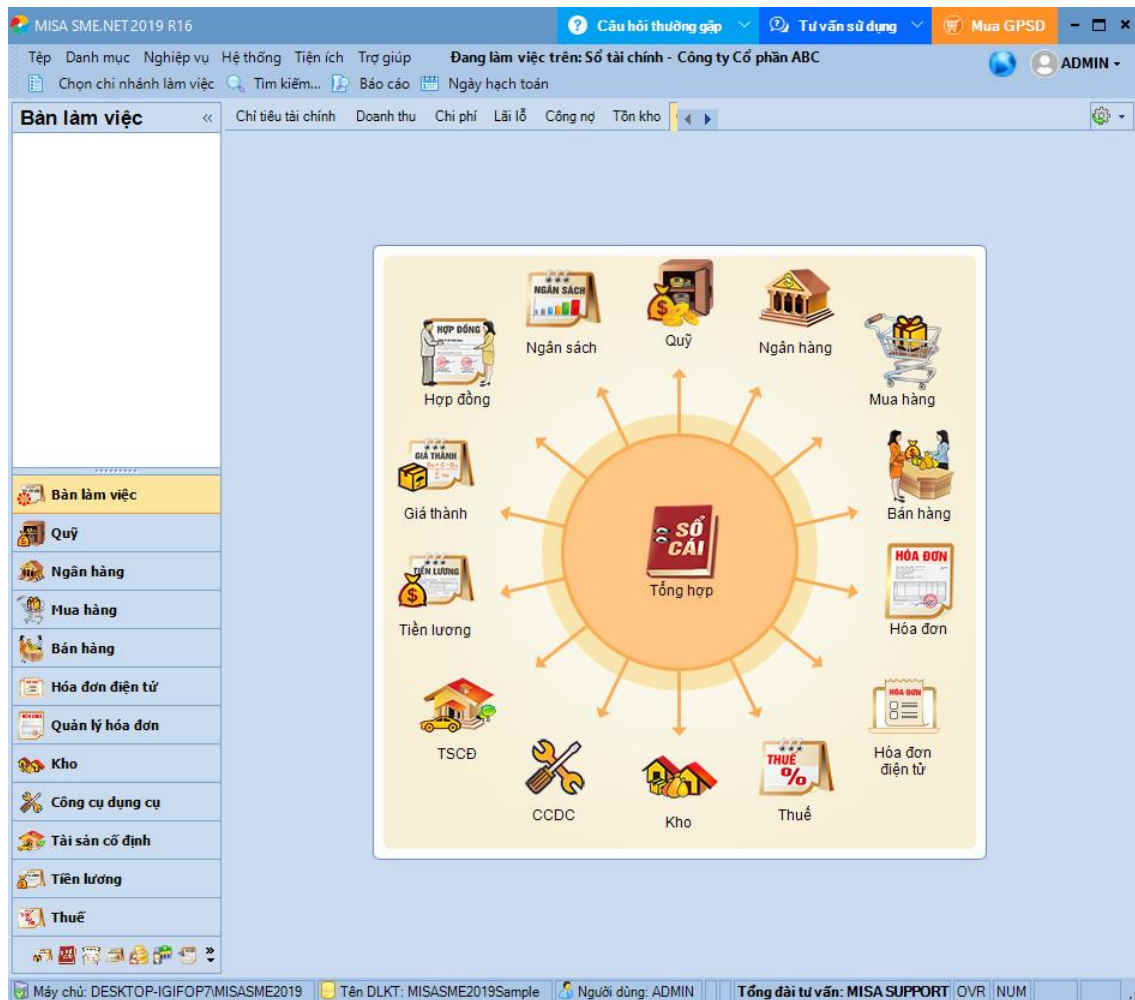 MISA SME.NET 2019 R16
Câu hỏi thường gặp
Tư vấn sử dụng
Mua GPSD
Tệp Danh mục Nghiệp vụ Hệ thống Tiện ích Trợ giúp Đang làm việc trên: Sổ tài chính - Công ty Cổ phần ABC
ADMIN
Chọn chi nhánh làm việc Tìm kiếm... Báo cáo Ngày hạch toán
Bàn làm việc
Chỉ tiêu tài chính Doanh thu Chi phí Lãi lỗ Công nợ Tồn kho
NGÂN SÁCH
Ngân sách
Quỹ
Ngân hàng
HỢP ĐỒNG
Hợp đồng
Mua hàng
GIÁ THÀNH
Giá thành
Bán hàng
SỔ CÁI
Tổng hợp
TIỀN LƯƠNG
Tiền lương
HÓA ĐƠN
Hóa đơn
TSCĐ
CCDC
Kho
THUẾ %
Thuế
HÓA ĐƠN
Hóa đơn
điện tử
Bàn làm việc
Quỹ
Ngân hàng
Mua hàng
Bán hàng
Hóa đơn điện tử
Quản lý hóa đơn
Kho
Công cụ dụng cụ
Tài sản cố định
Tiền lương
Thuế
Máy chủ: DESKTOP-IGIFOP7\MISASME2019 Tên DLKT: MISASME2019Sample Người dùng: ADMIN Tổng đài tư vấn: MISA SUPPORT OVR NUM